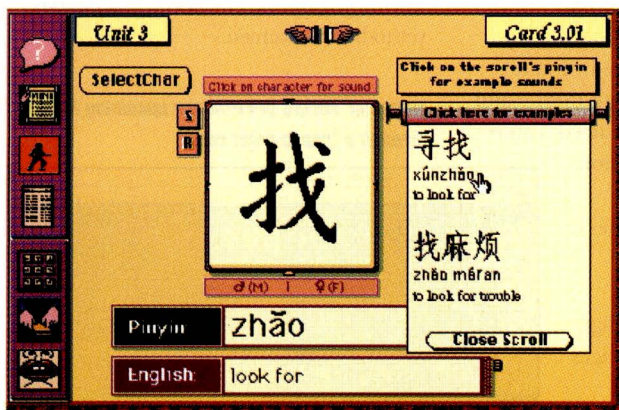 Unit 3
Card 3.01
SelectChar
Click on character for sound
Click on the scroll's pinyin
for example sounds
S
R
找
♂(M) | ♀(F)
Click here for examples
寻找
xúnzhǎo
to look for
找麻烦
zhǎo máfan
to look for trouble
Close Scroll
Pinyin:
zhǎo
English:
look for